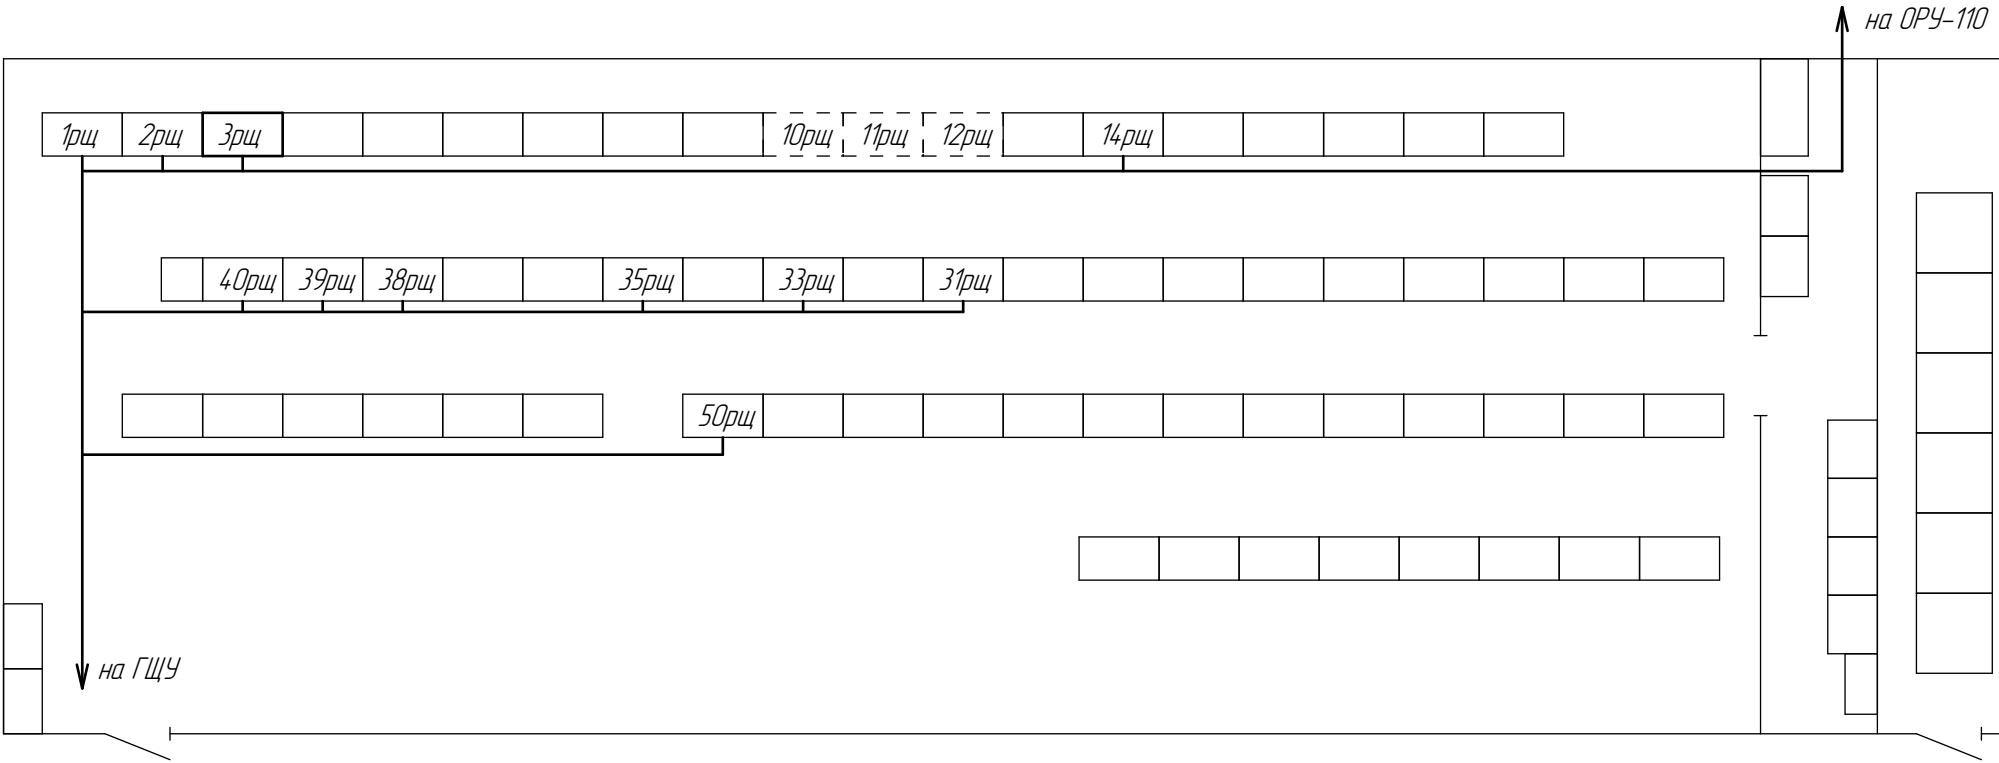 на ОРУ-110
1рщ 2рщ 3рщ 10рщ 11рщ 12рщ 14рщ
40рщ 39рщ 38рщ 35рщ 33рщ 31рщ
50рщ
на ГЩУ